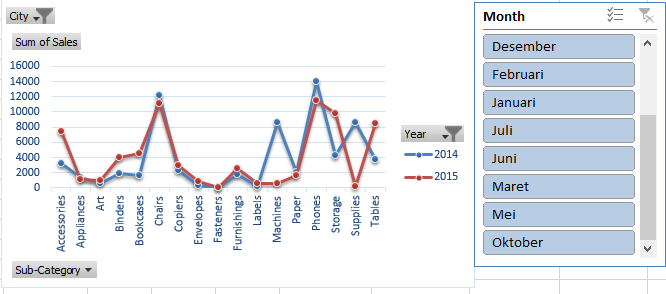 City
Sum of Sales
16000
14000
12000
10000
8000
6000
4000
2000
0
Accessories
Appliances
Art
Binders
Bookcases
Chairs
Copiers
Envelopes
Fasteners
Furnishings
Labels
Machines
Paper
Phones
Storage
Supplies
Tables
Sub-Category
Year
2014
2015
Month
Desember
Februari
Januari
Juli
Juni
Maret
Mei
Oktober